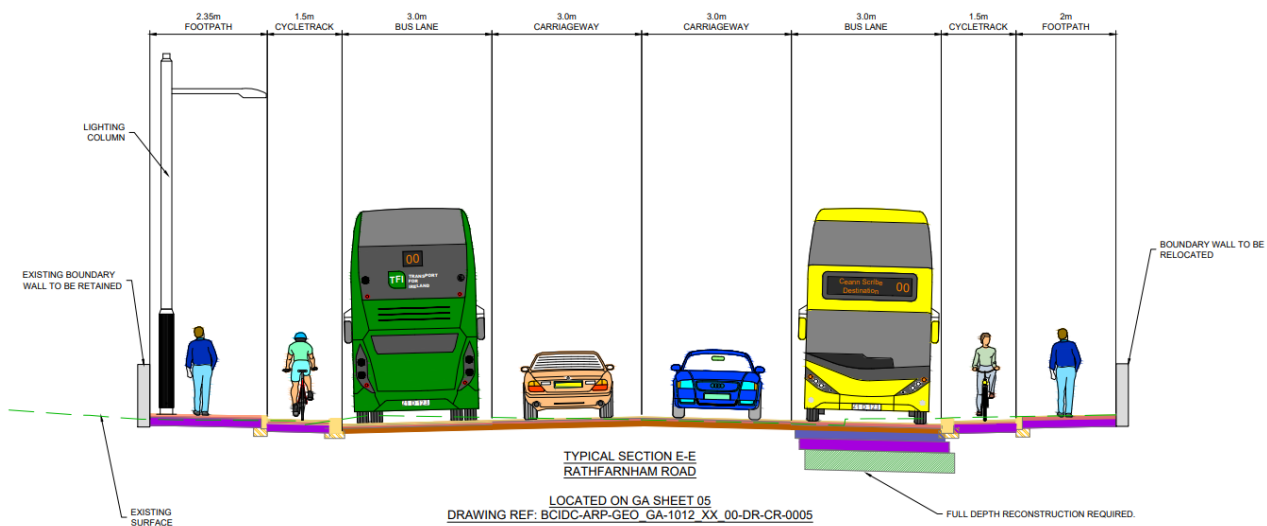 2.35m
FOOTPATH
1.5m
CYCLETRACK
3.0m
BUS LANE
3.0m
CARRIAGEWAY
3.0m
CARRIAGEWAY
3.0m
BUS LANE
1.5m
CYCLETRACK
2m
FOOTPATH
LIGHTING
COLUMN
EXISTING BOUNDARY
WALL TO BE RETAINED
00
TFI
TRANSPORT
FOR
IRELAND
Ceann Scríbe
Destination
00
BOUNDARY WALL TO BE
RELOCATED
TYPICAL SECTION E-E
RATHFARNHAM ROAD
LOCATED ON GA SHEET 05
DRAWING REF: BCIDC-ARP-GEO_GA-1012_XX_00-DR-CR-0005
EXISTING
SURFACE
FULL DEPTH RECONSTRUCTION REQUIRED.